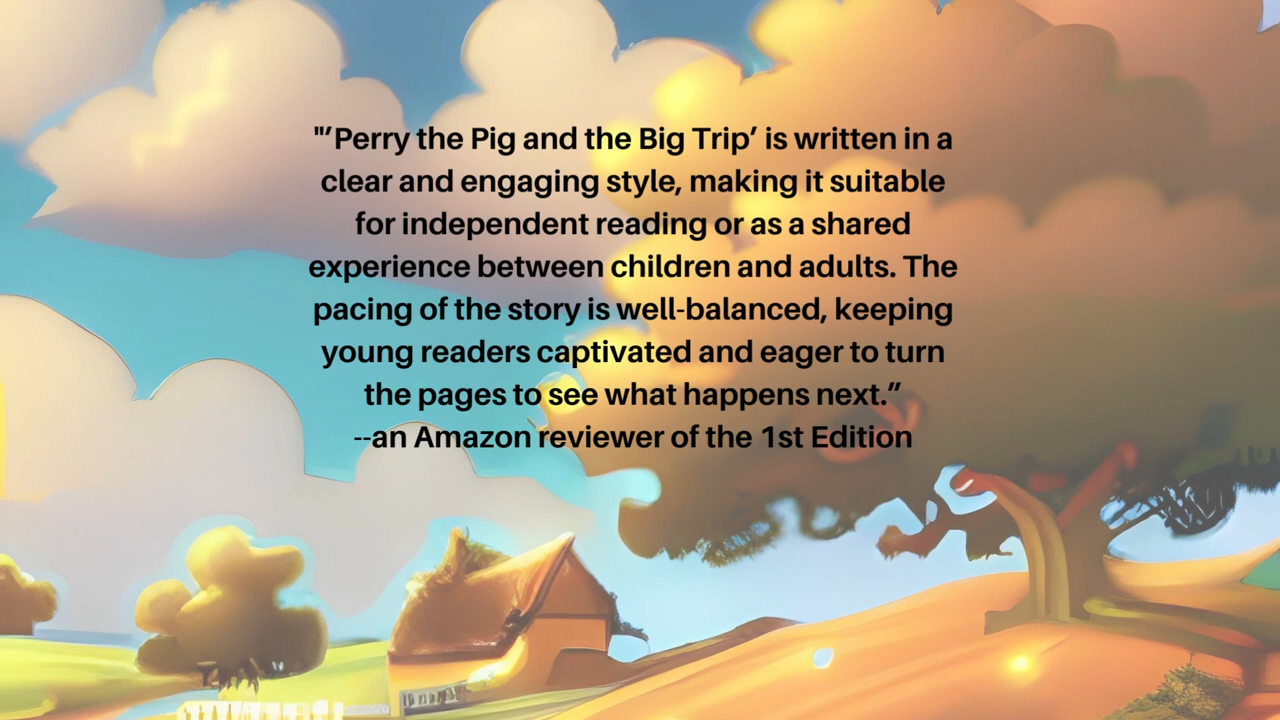 "’Perry the Pig and the Big Trip’ is written in a
clear and engaging style, making it suitable
for independent reading or as a shared
experience between children and adults. The
pacing of the story is well-balanced, keeping
young readers captivated and eager to turn
the pages to see what happens next.”
--an Amazon reviewer of the 1st Edition